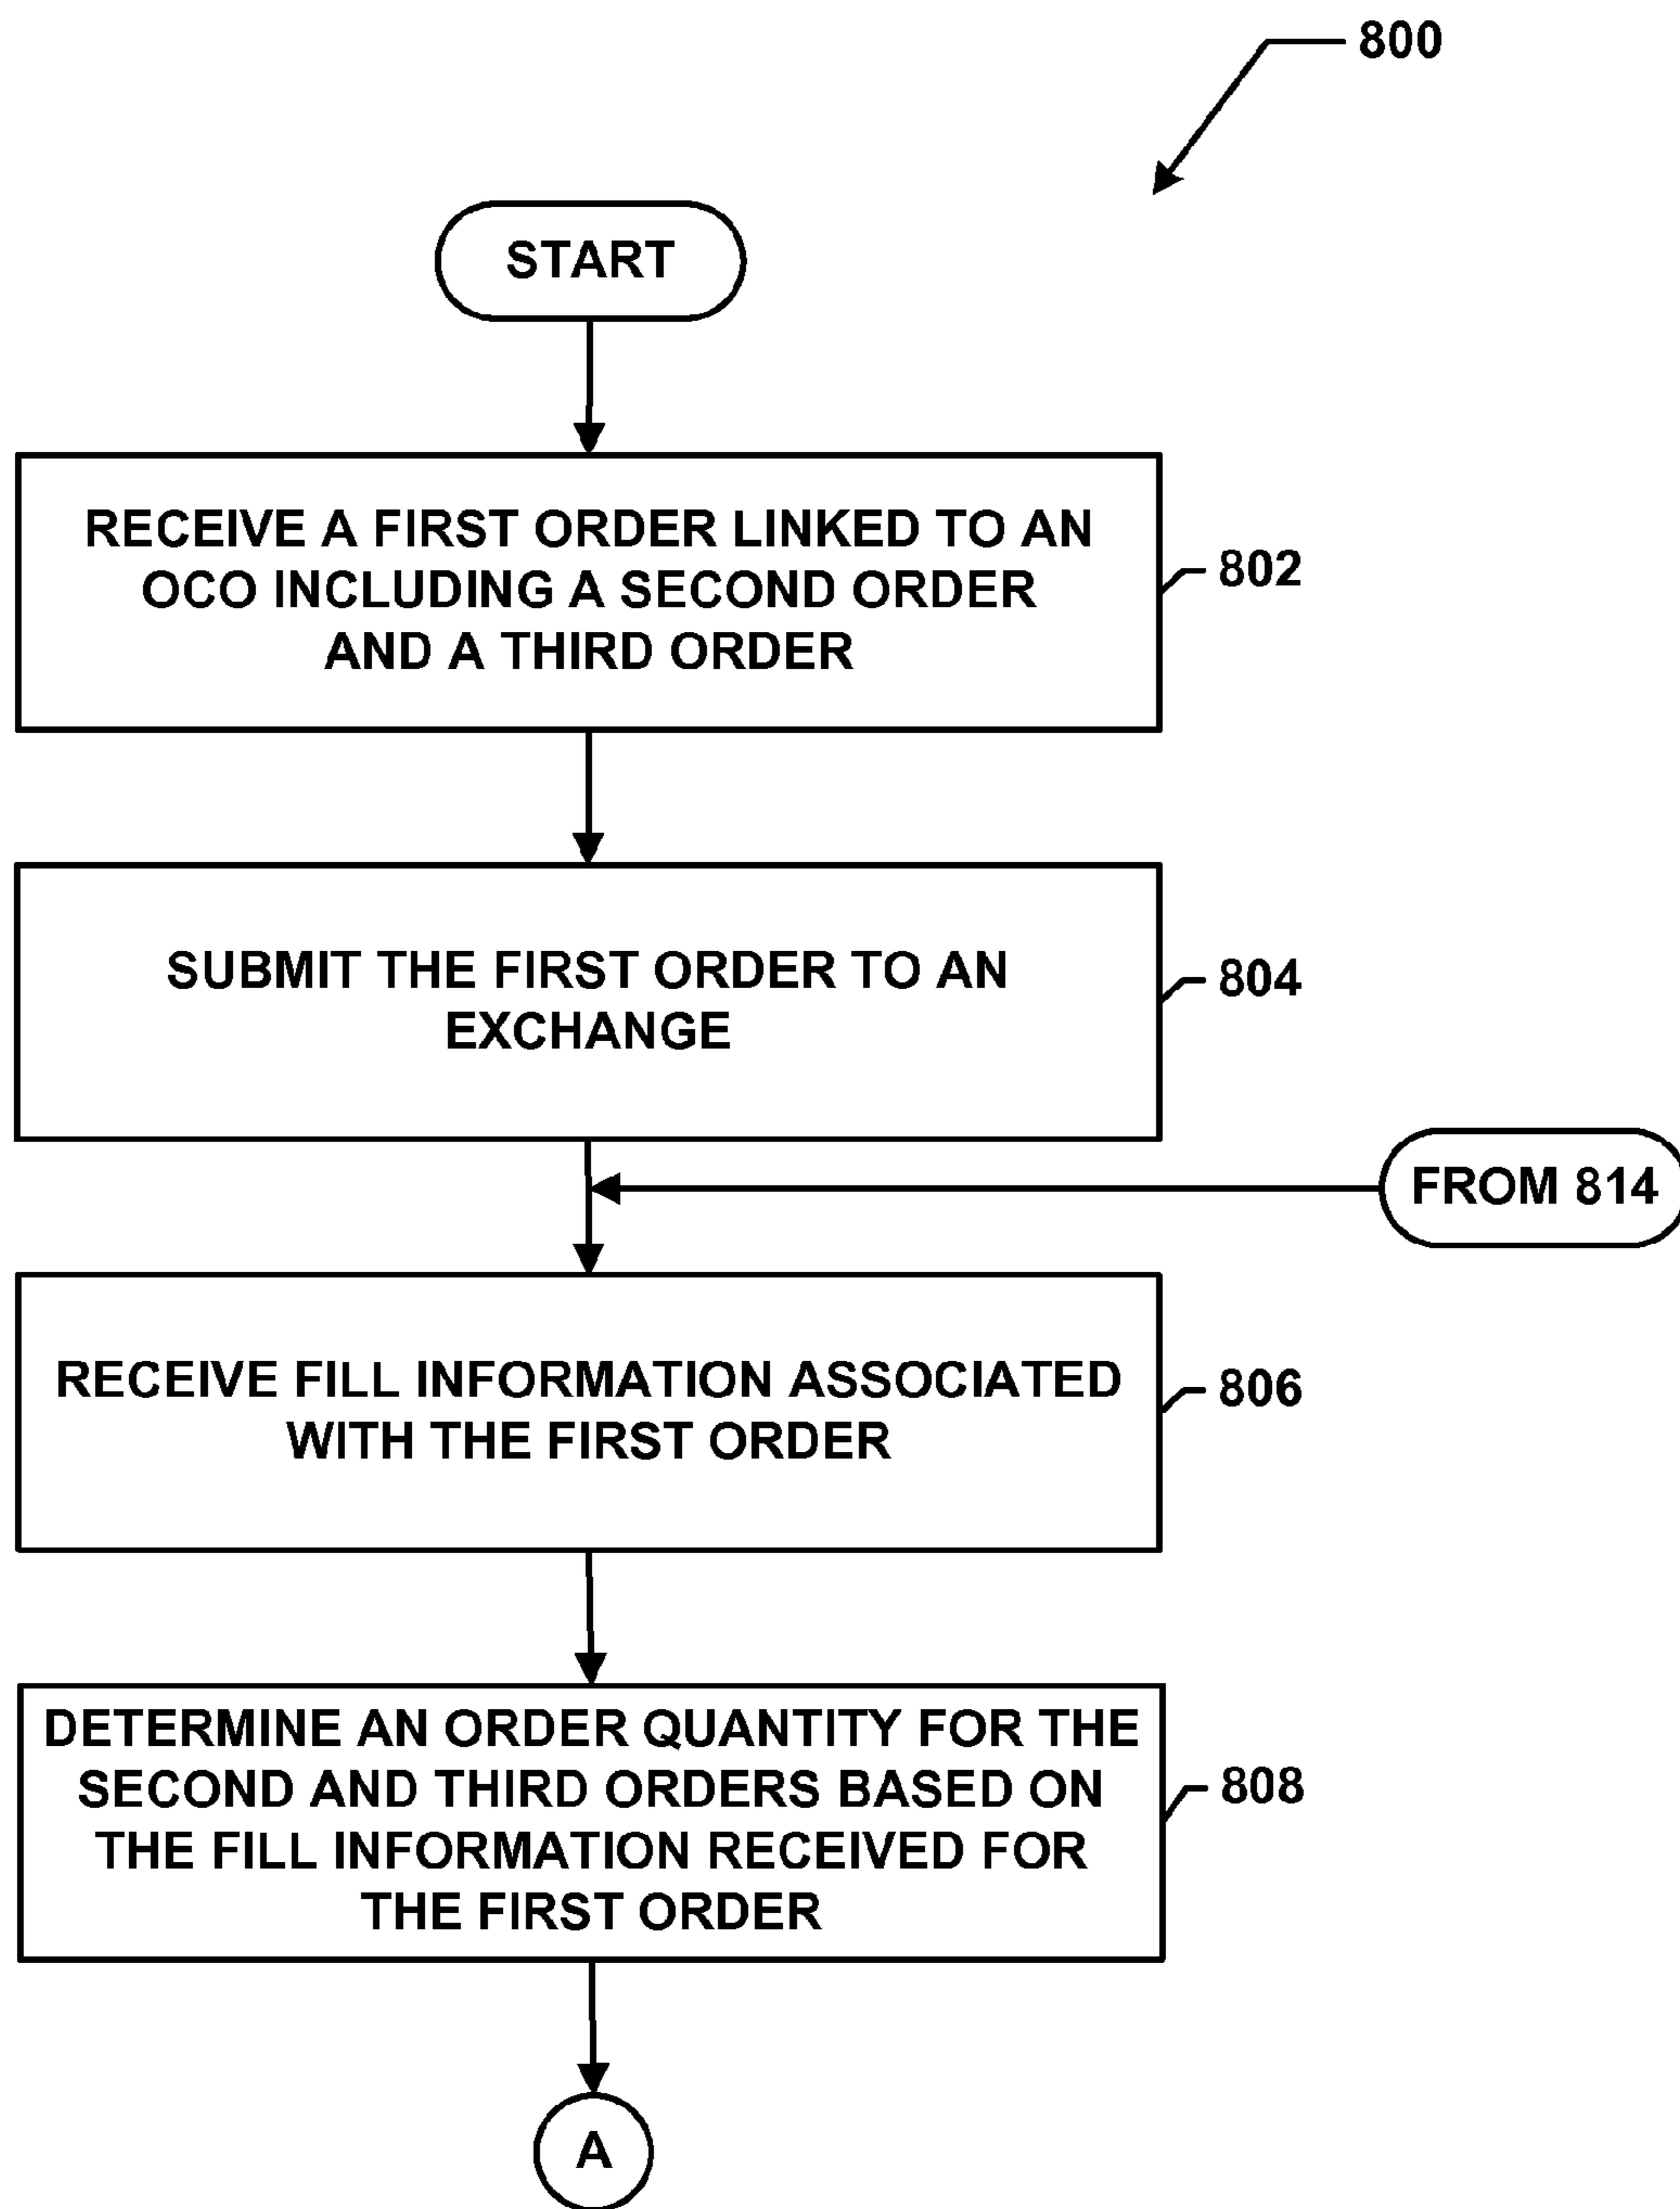 800
START
RECEIVE A FIRST ORDER LINKED TO AN
OCO INCLUDING A SECOND ORDER
AND A THIRD ORDER
802
SUBMIT THE FIRST ORDER TO AN
EXCHANGE
804
FROM 814
RECEIVE FILL INFORMATION ASSOCIATED
WITH THE FIRST ORDER
806
DETERMINE AN ORDER QUANTITY FOR THE
SECOND AND THIRD ORDERS BASED ON
THE FILL INFORMATION RECEIVED FOR
THE FIRST ORDER
808
A